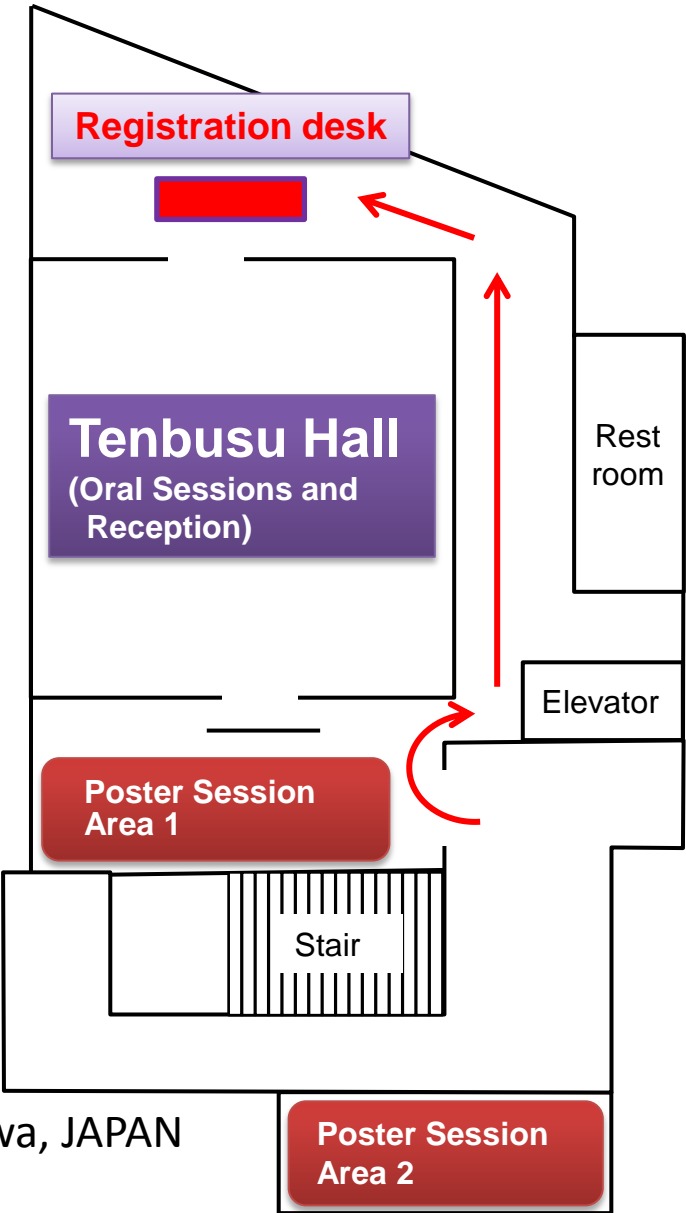 Registration desk
Tenbusu Hall
(Oral Sessions and
Reception)
Rest
room
Elevator
Poster Session
Area 1
Stair
wa, JAPAN
Poster Session
Area 2